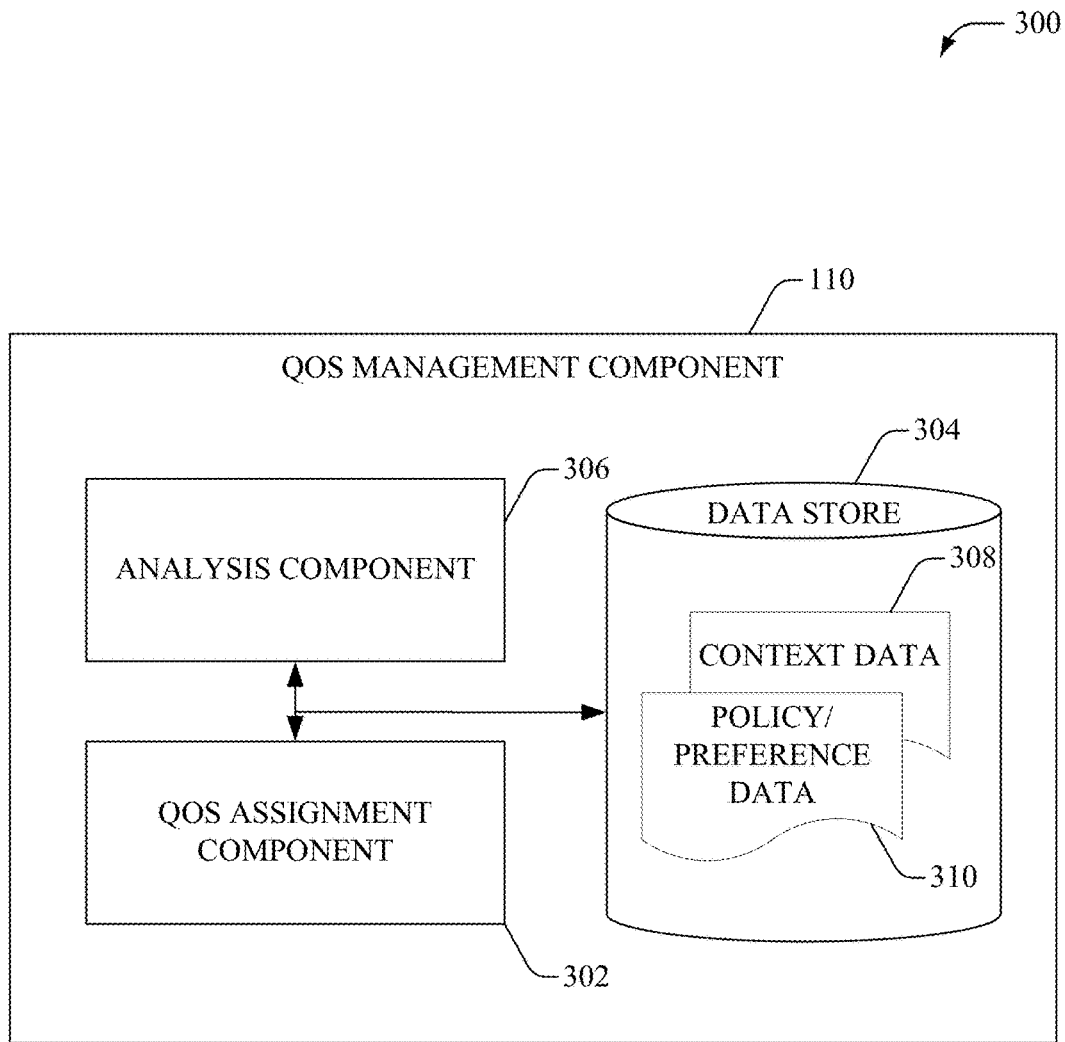 300
110
QOS MANAGEMENT COMPONENT
304
306
DATA STORE
ANALYSIS COMPONENT
308
CONTEXT DATA
POLICY/
PREFERENCE
DATA
QOS ASSIGNMENT
COMPONENT
310
302